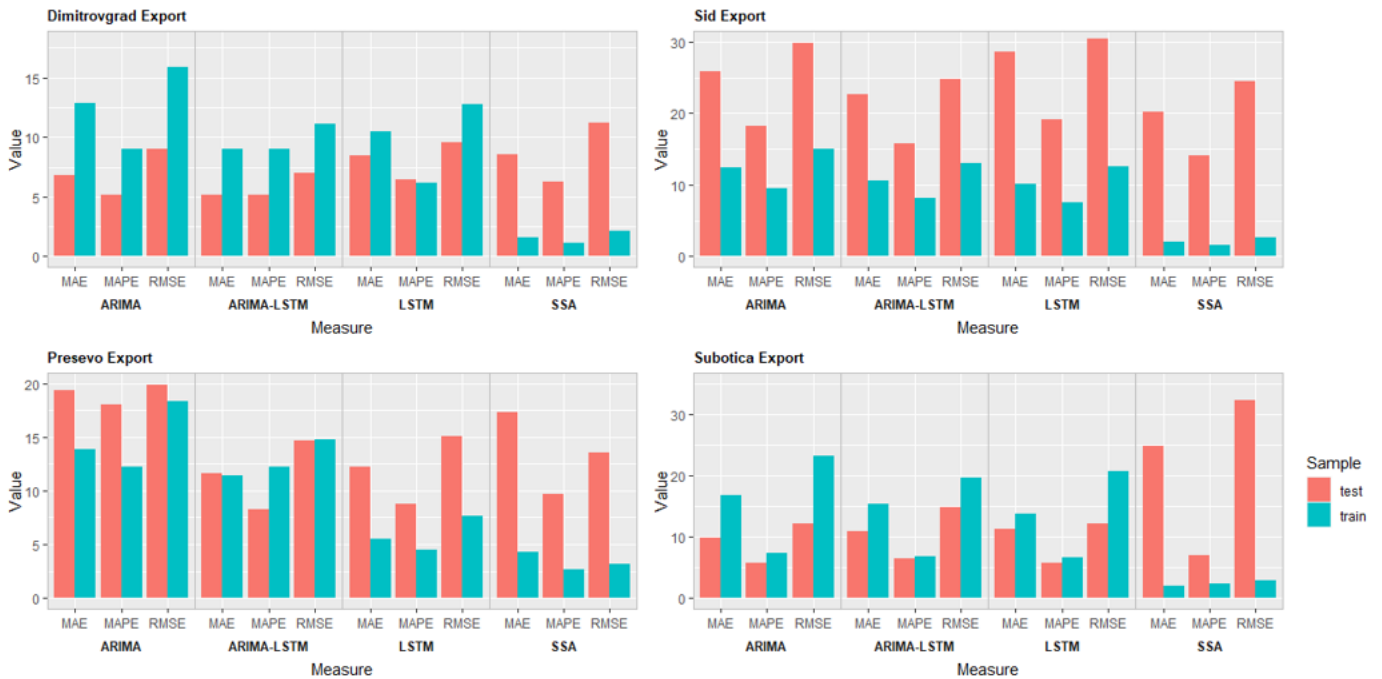 Dimitrovgrad Export
Value
15
10
5
0
MAE MAPE RMSE MAE MAPE RMSE MAE MAPE RMSE MAE MAPE RMSE
ARIMA ARIMA-LSTM LSTM SSA
Measure
Sid Export
Value
30
20
10
0
MAE MAPE RMSE MAE MAPE RMSE MAE MAPE RMSE MAE MAPE RMSE
ARIMA ARIMA-LSTM LSTM SSA
Measure
Presevo Export
Value
20
15
10
5
0
MAE MAPE RMSE MAE MAPE RMSE MAE MAPE RMSE MAE MAPE RMSE
ARIMA ARIMA-LSTM LSTM SSA
Measure
Subotica Export
Value
30
20
10
0
MAE MAPE RMSE MAE MAPE RMSE MAE MAPE RMSE MAE MAPE RMSE
ARIMA ARIMA-LSTM LSTM SSA
Measure
Sample
test
train